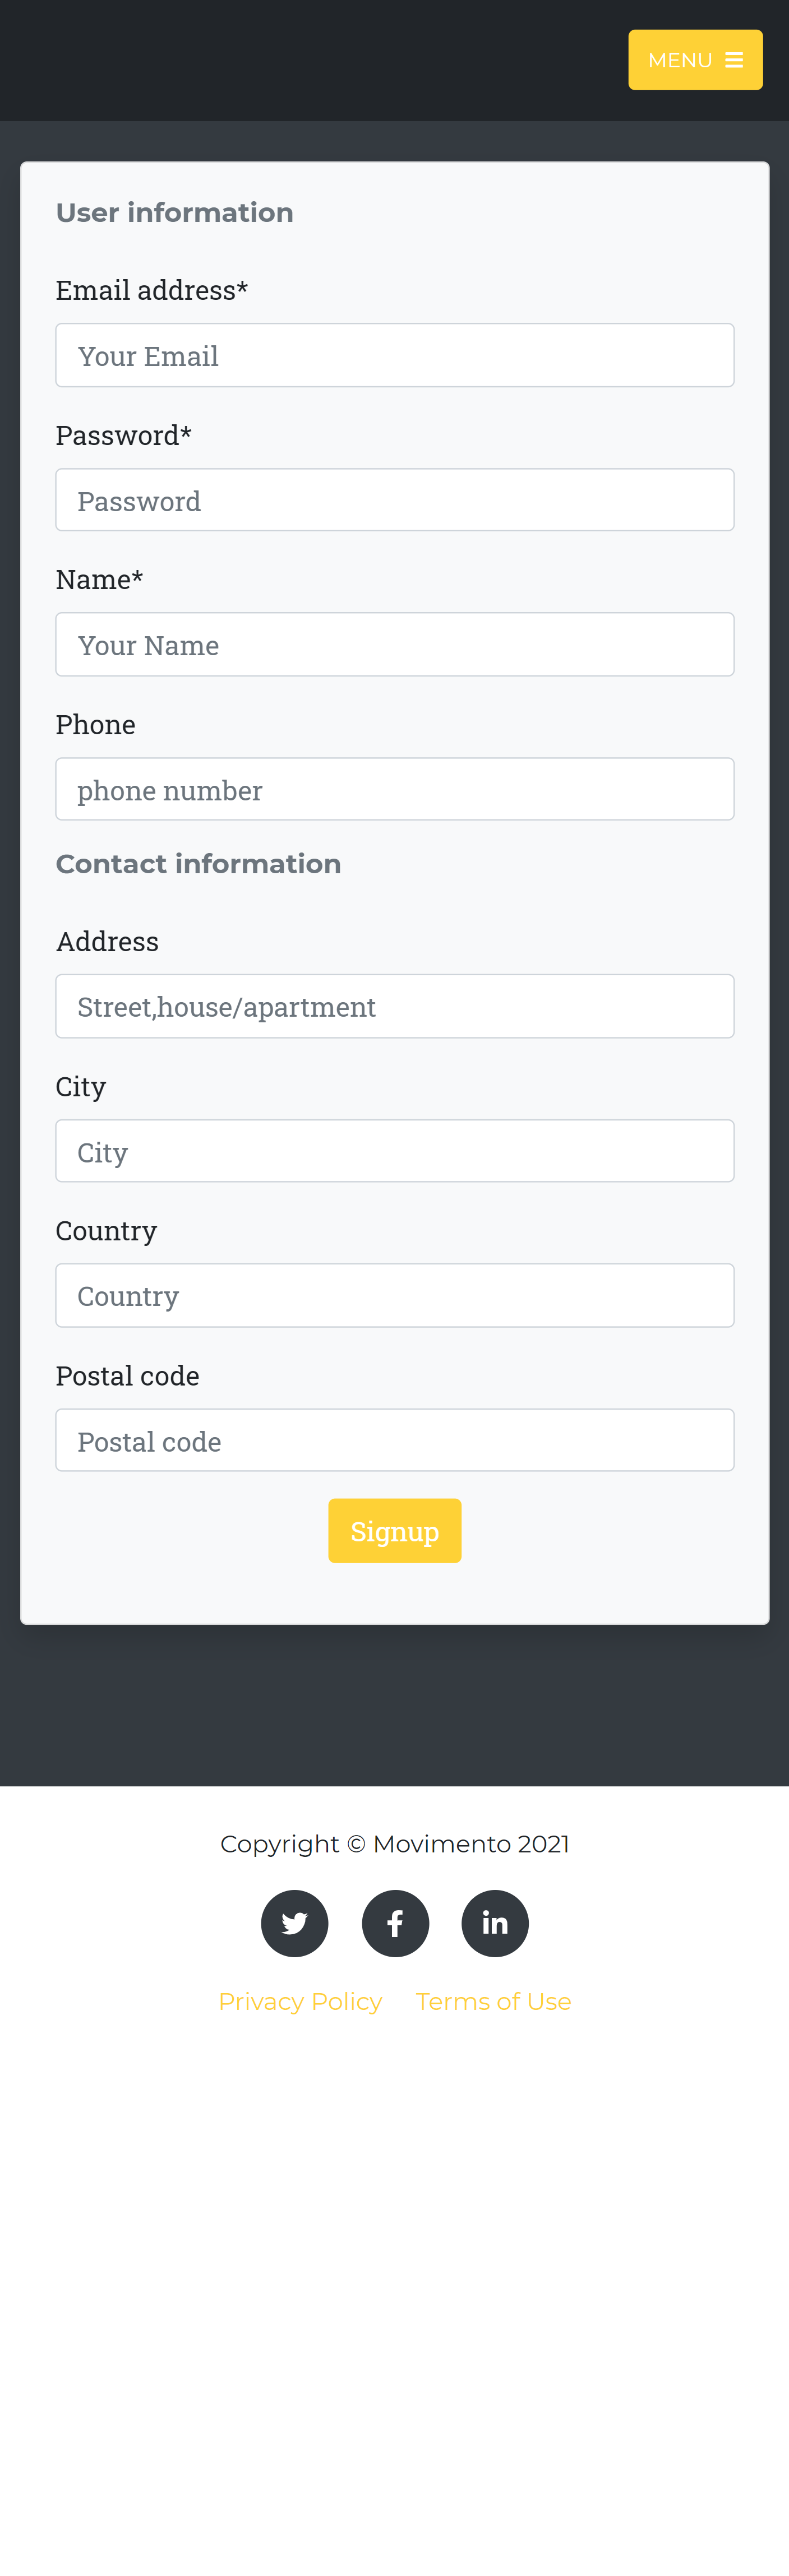 MENU
User information
Email address*
Your Email
Password*
Password
Name*
Your Name
Phone
phone number
Contact information
Address
Street,house/apartment
City
City
Country
Country
Postal code
Postal code
Signup
Copyright © Movimento 2021
Privacy Policy Terms of Use